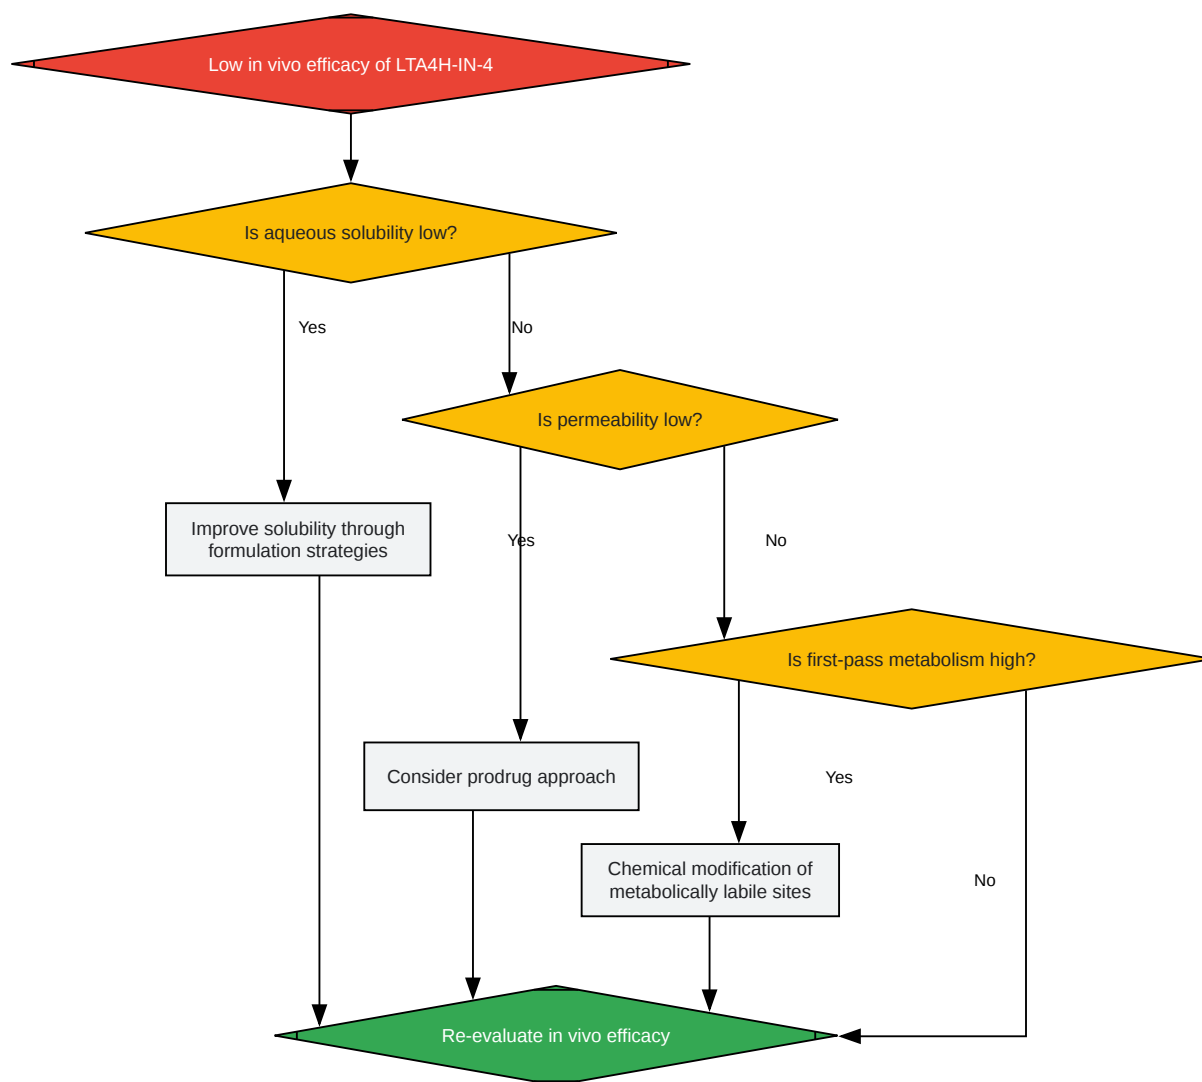 Low in vivo efficacy of LTA4H-IN-4
Is aqueous solubility low?
Yes
No
Is permeability low?
Improve solubility through
formulation strategies
Yes
No
Is first-pass metabolism high?
Consider prodrug approach
Yes
Chemical modification of
metabolically labile sites
No
Re-evaluate in vivo efficacy